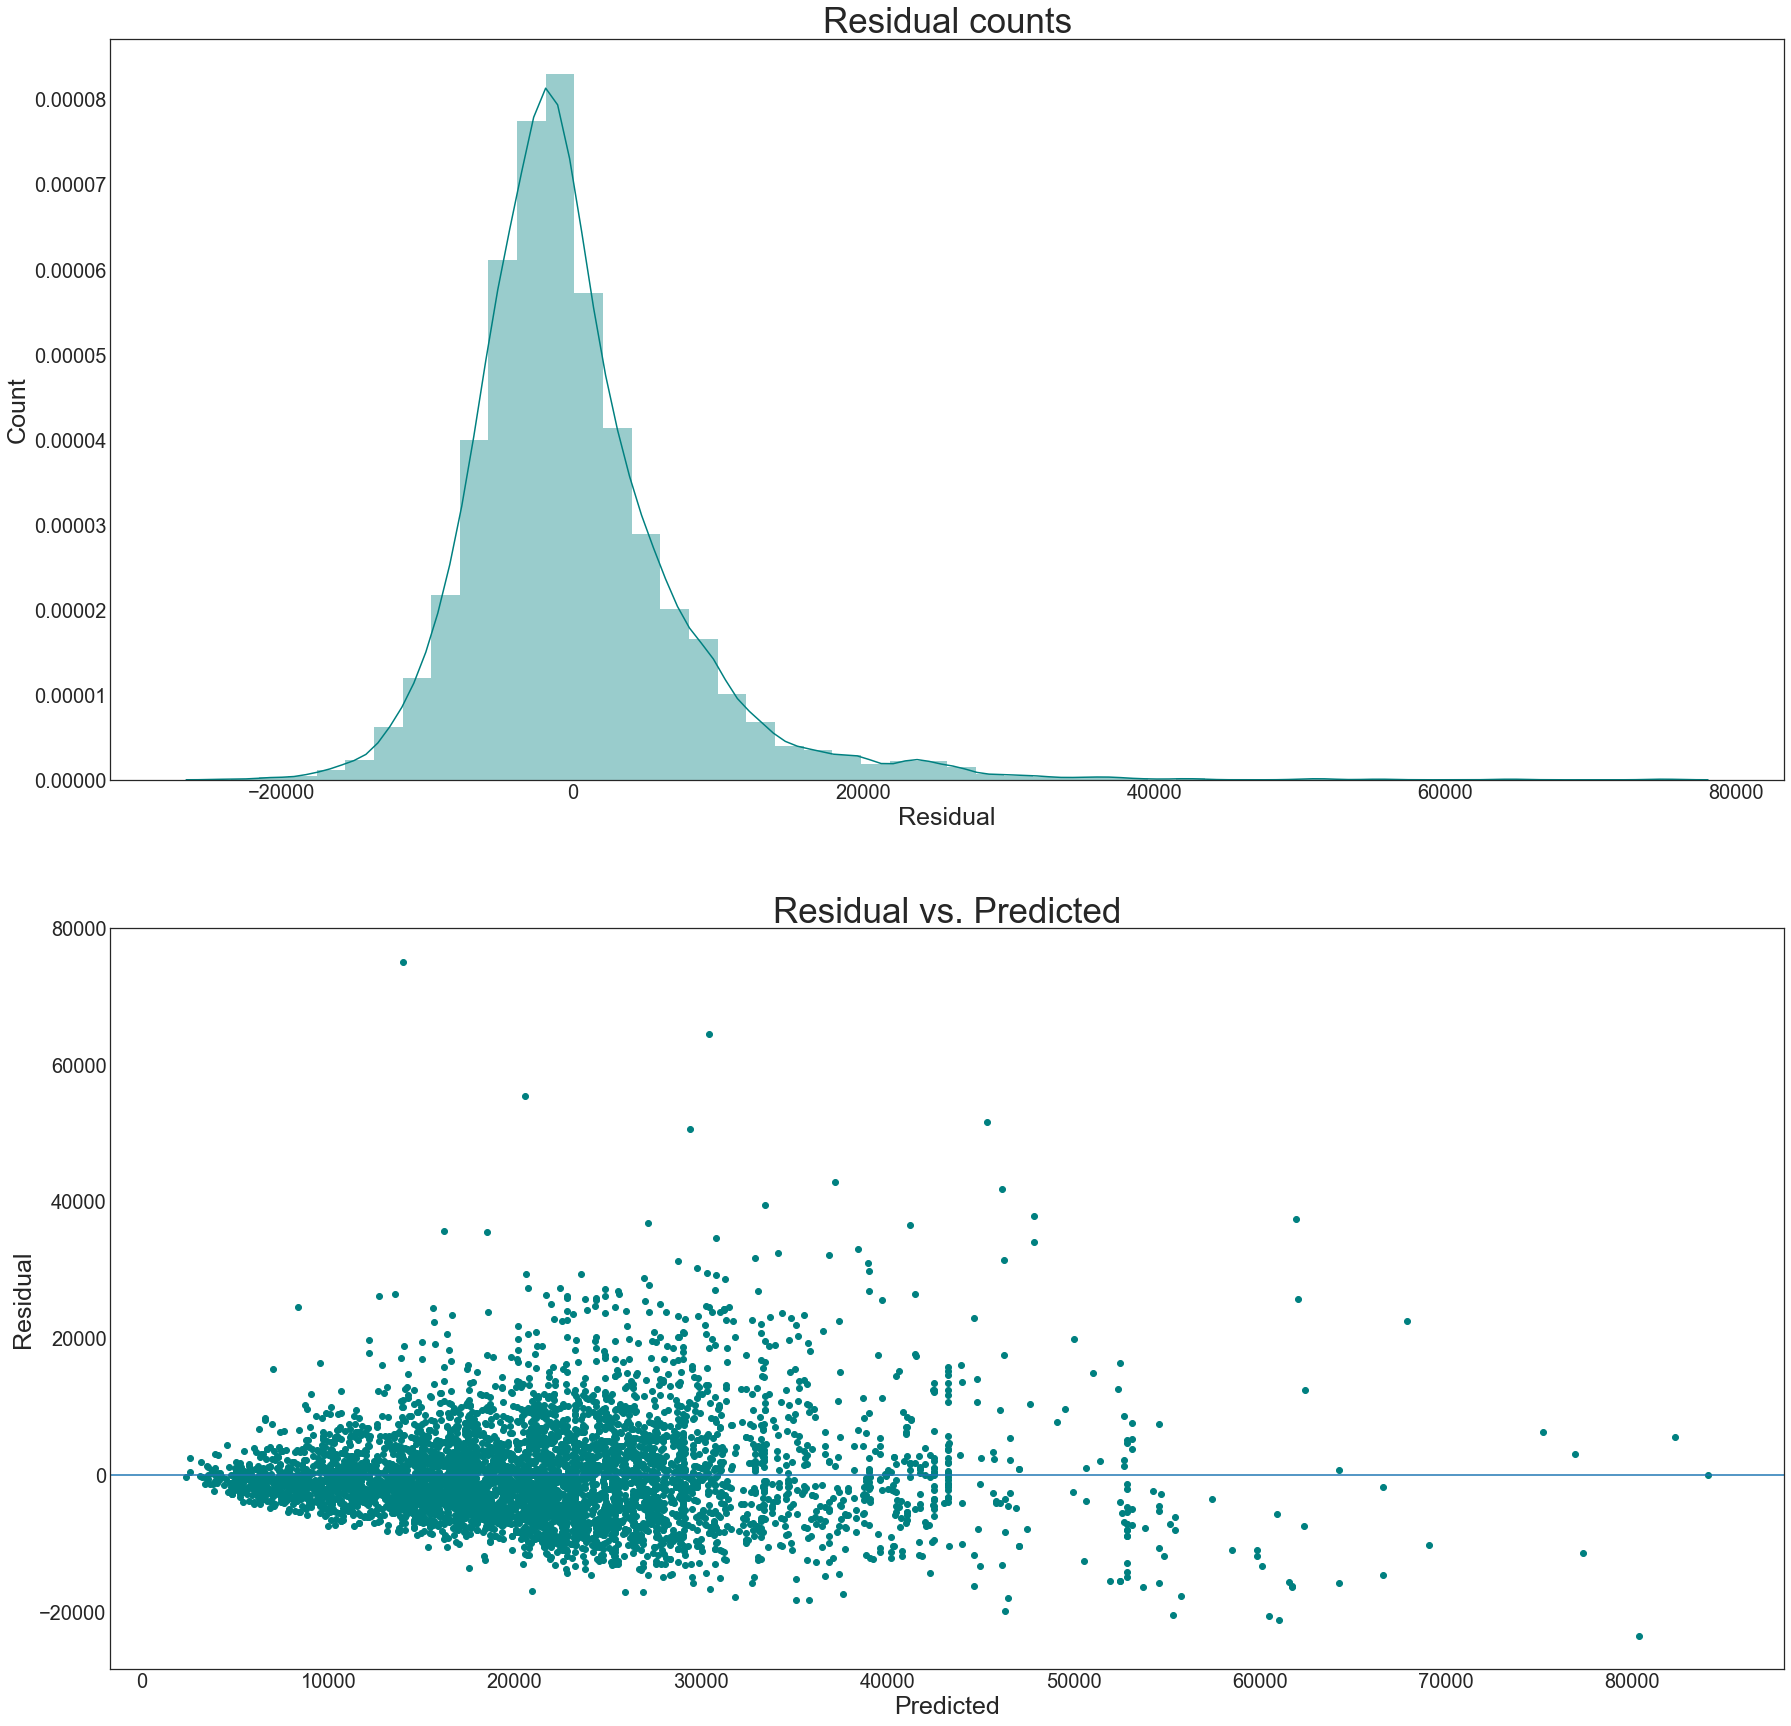 Residual counts
0.00008
0.00007
0.00006
0.00005
0.00004
0.00003
0.00002
0.00001
0.00000
Count
−20000 0 20000 40000 60000 80000
Residual
Residual vs. Predicted
80000
60000
40000
20000
0
−20000
Residual
0 10000 20000 30000 40000 50000 60000 70000 80000
Predicted